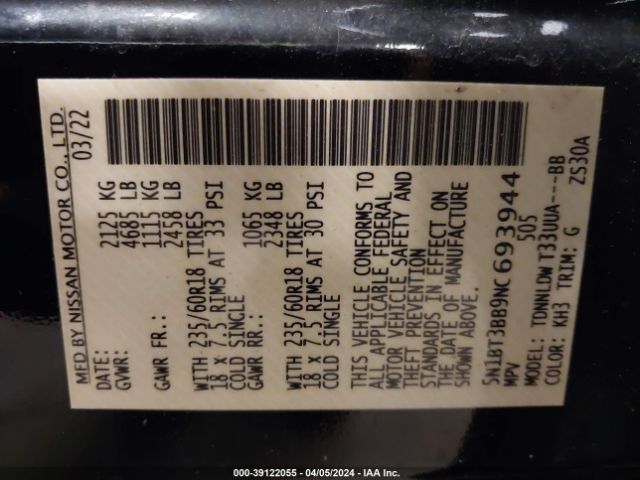 MFD BY NISSAN MOTOR CO., LTD.
DATE: 03/22
GVWR: 2125 KG
4685 LB
GAWR FR.: 1115 KG
2458 LB
WITH 235/60R18 TIRES
18 X 7.5 RIMS AT 33 PSI
COLD SINGLE
GAWR RR.: 1065 KG
2348 LB
WITH 235/60R18 TIRES
18 X 7.5 RIMS AT 30 PSI
COLD SINGLE
THIS VEHICLE CONFORMS TO
ALL APPLICABLE FEDERAL
MOTOR VEHICLE SAFETY AND
THEFT PREVENTION
STANDARDS IN EFFECT ON
THE DATE OF MANUFACTURE
SHOWN ABOVE.
5N1BT3BB9NC693944
MPV 505
MODEL: TDNNLDW T33UUA----BB
COLOR: KH3 TRIM: G ZS30A
000-39122055 - 04/05/2024 - IAA Inc.